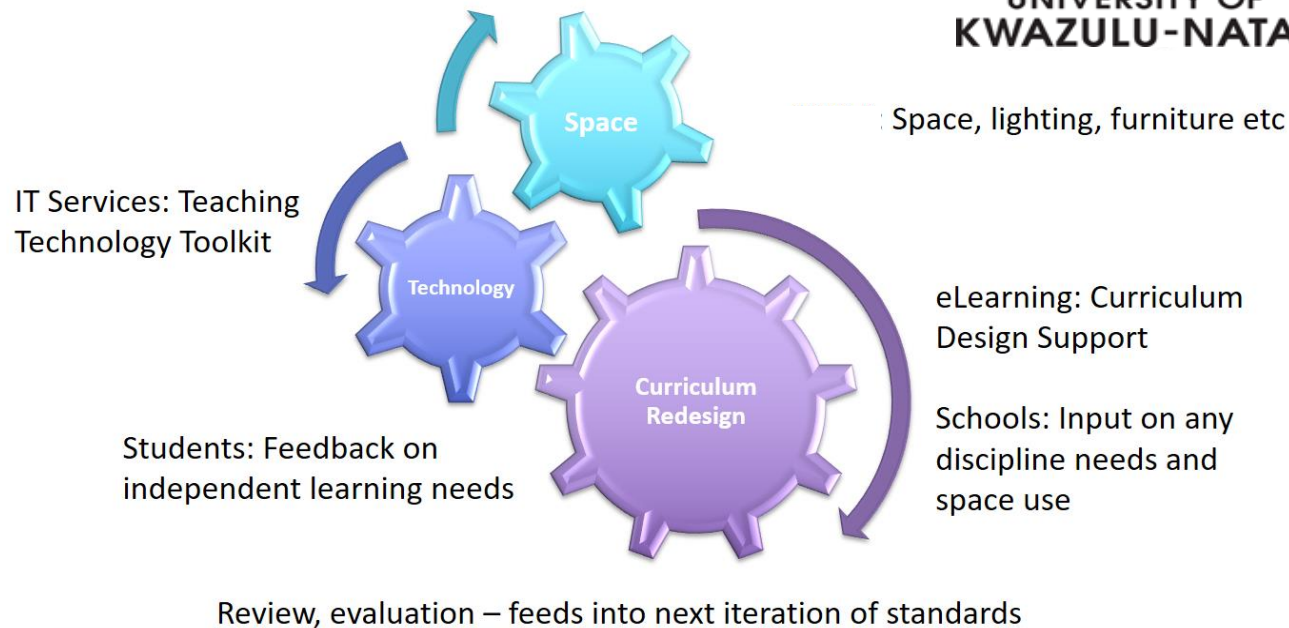 UNIVERSITY OF
KWAZULU-NATA
Space
: Space, lighting, furniture etc
IT Services: Teaching
Technology Toolkit
Technology
eLearning: Curriculum
Design Support
Curriculum
Redesign
Schools: Input on any
discipline needs and
space use
Students: Feedback on
independent learning needs
Review, evaluation – feeds into next iteration of standards